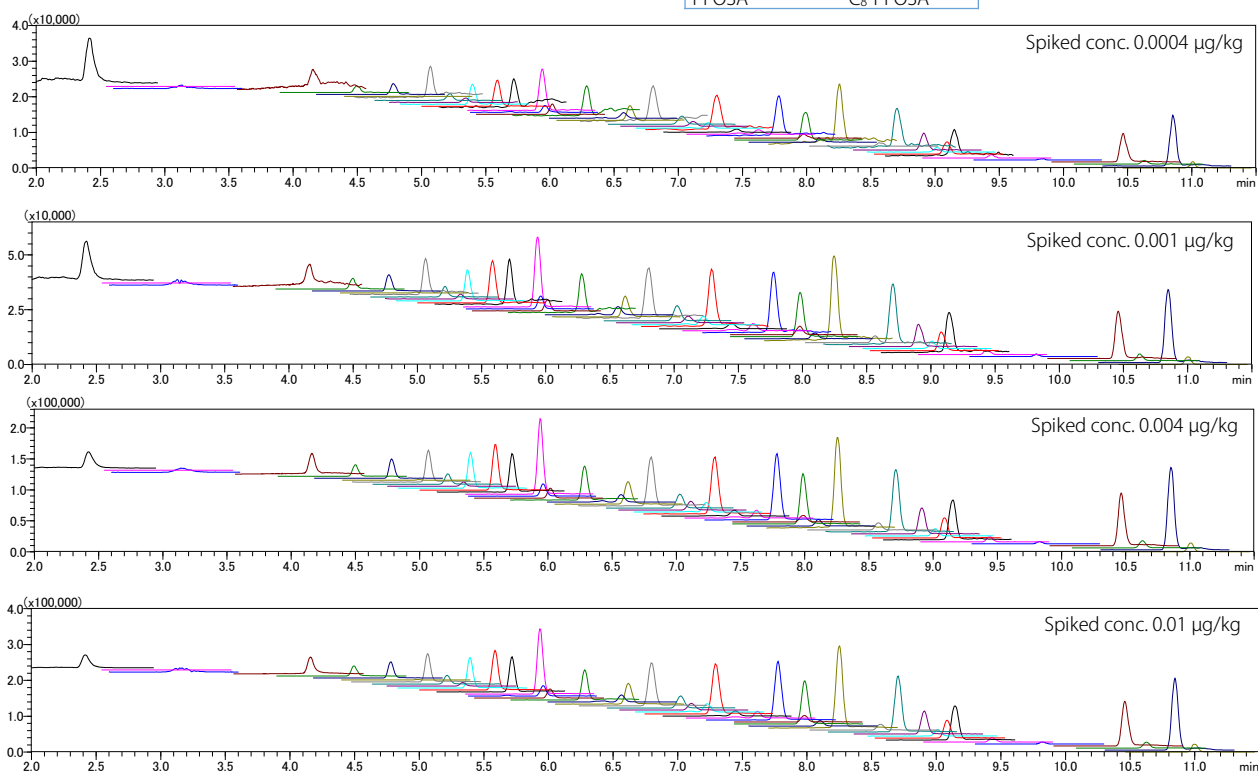 PFOSA C8 PFOSA
(x10,000)
Spiked conc. 0.0004 µg/kg
4.0
3.0
2.0
1.0
0.0
2.0 2.5 3.0 3.5 4.0 4.5 5.0 5.5 6.0 6.5 7.0 7.5 8.0 8.5 9.0 9.5 10.0 10.5 11.0 min
(x10,000)
Spiked conc. 0.001 µg/kg
5.0
2.5
0.0
2.0 2.5 3.0 3.5 4.0 4.5 5.0 5.5 6.0 6.5 7.0 7.5 8.0 8.5 9.0 9.5 10.0 10.5 11.0 min
(x100,000)
Spiked conc. 0.004 µg/kg
2.0
1.5
1.0
0.5
0.0
2.0 2.5 3.0 3.5 4.0 4.5 5.0 5.5 6.0 6.5 7.0 7.5 8.0 8.5 9.0 9.5 10.0 10.5 11.0 min
(x100,000)
Spiked conc. 0.01 µg/kg
4.0
3.0
2.0
1.0
0.0
2.0 2.5 3.0 3.5 4.0 4.5 5.0 5.5 6.0 6.5 7.0 7.5 8.0 8.5 9.0 9.5 10.0 10.5 11.0 min